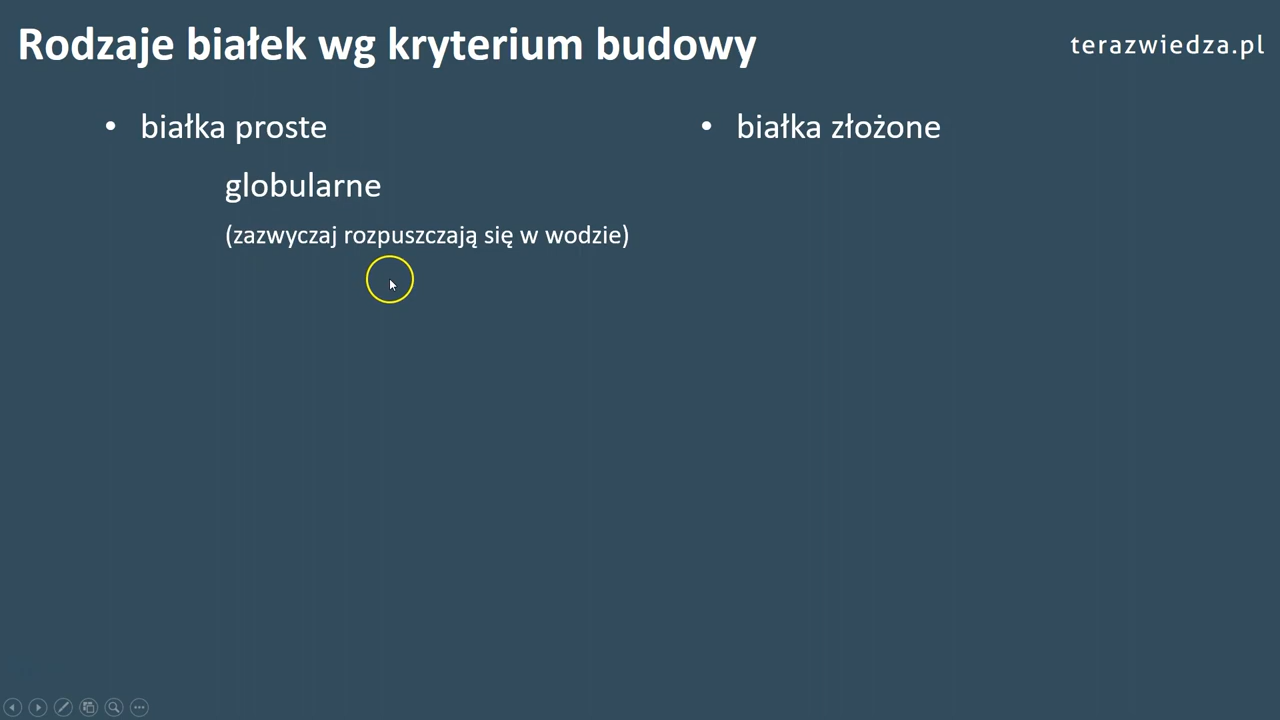 Rodzaje białek wg kryterium budowy
terazwiedza.pl
• białka proste
globularne
(zazwyczaj rozpuszczają się w wodzie)
• białka złożone